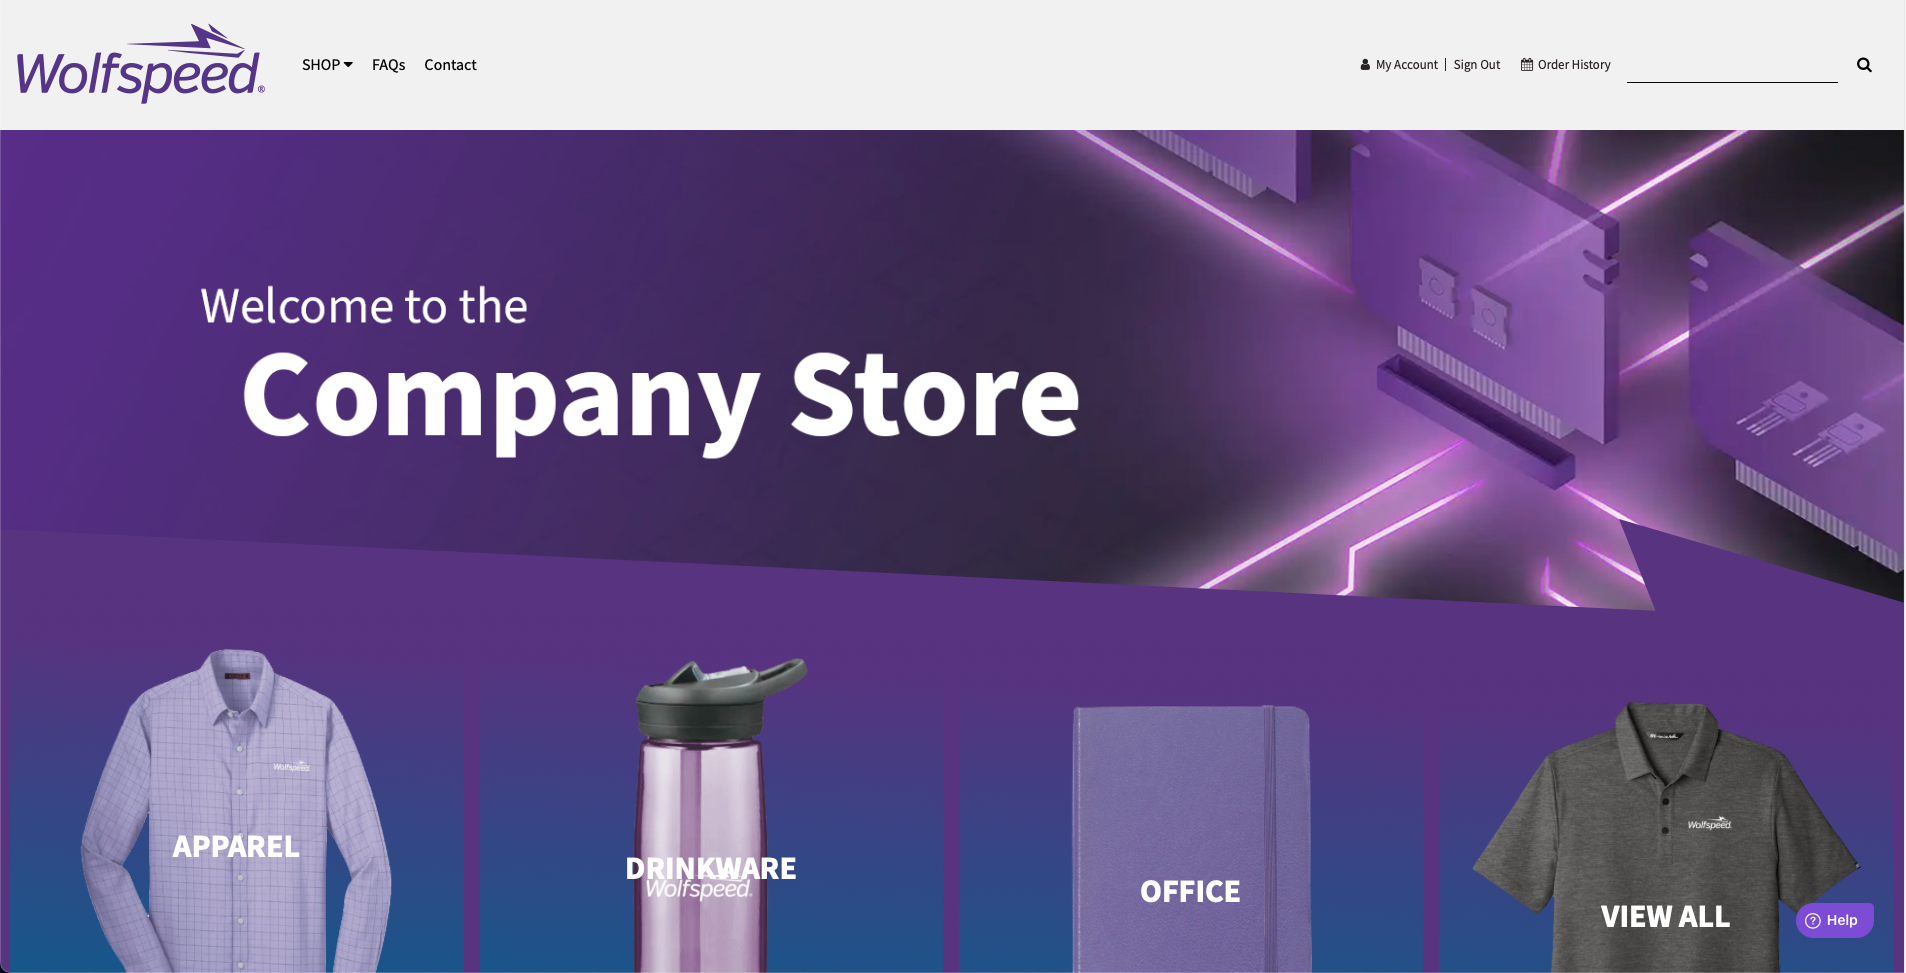 Wolfspeed®
SHOP
FAQs
Contact
My Account | Sign Out
Order History
Welcome to the
Company Store
Wolfspeed
APPAREL
DRINKWARE
Wolfspeed
OFFICE
Wolfspeed
VIEW ALL
Help